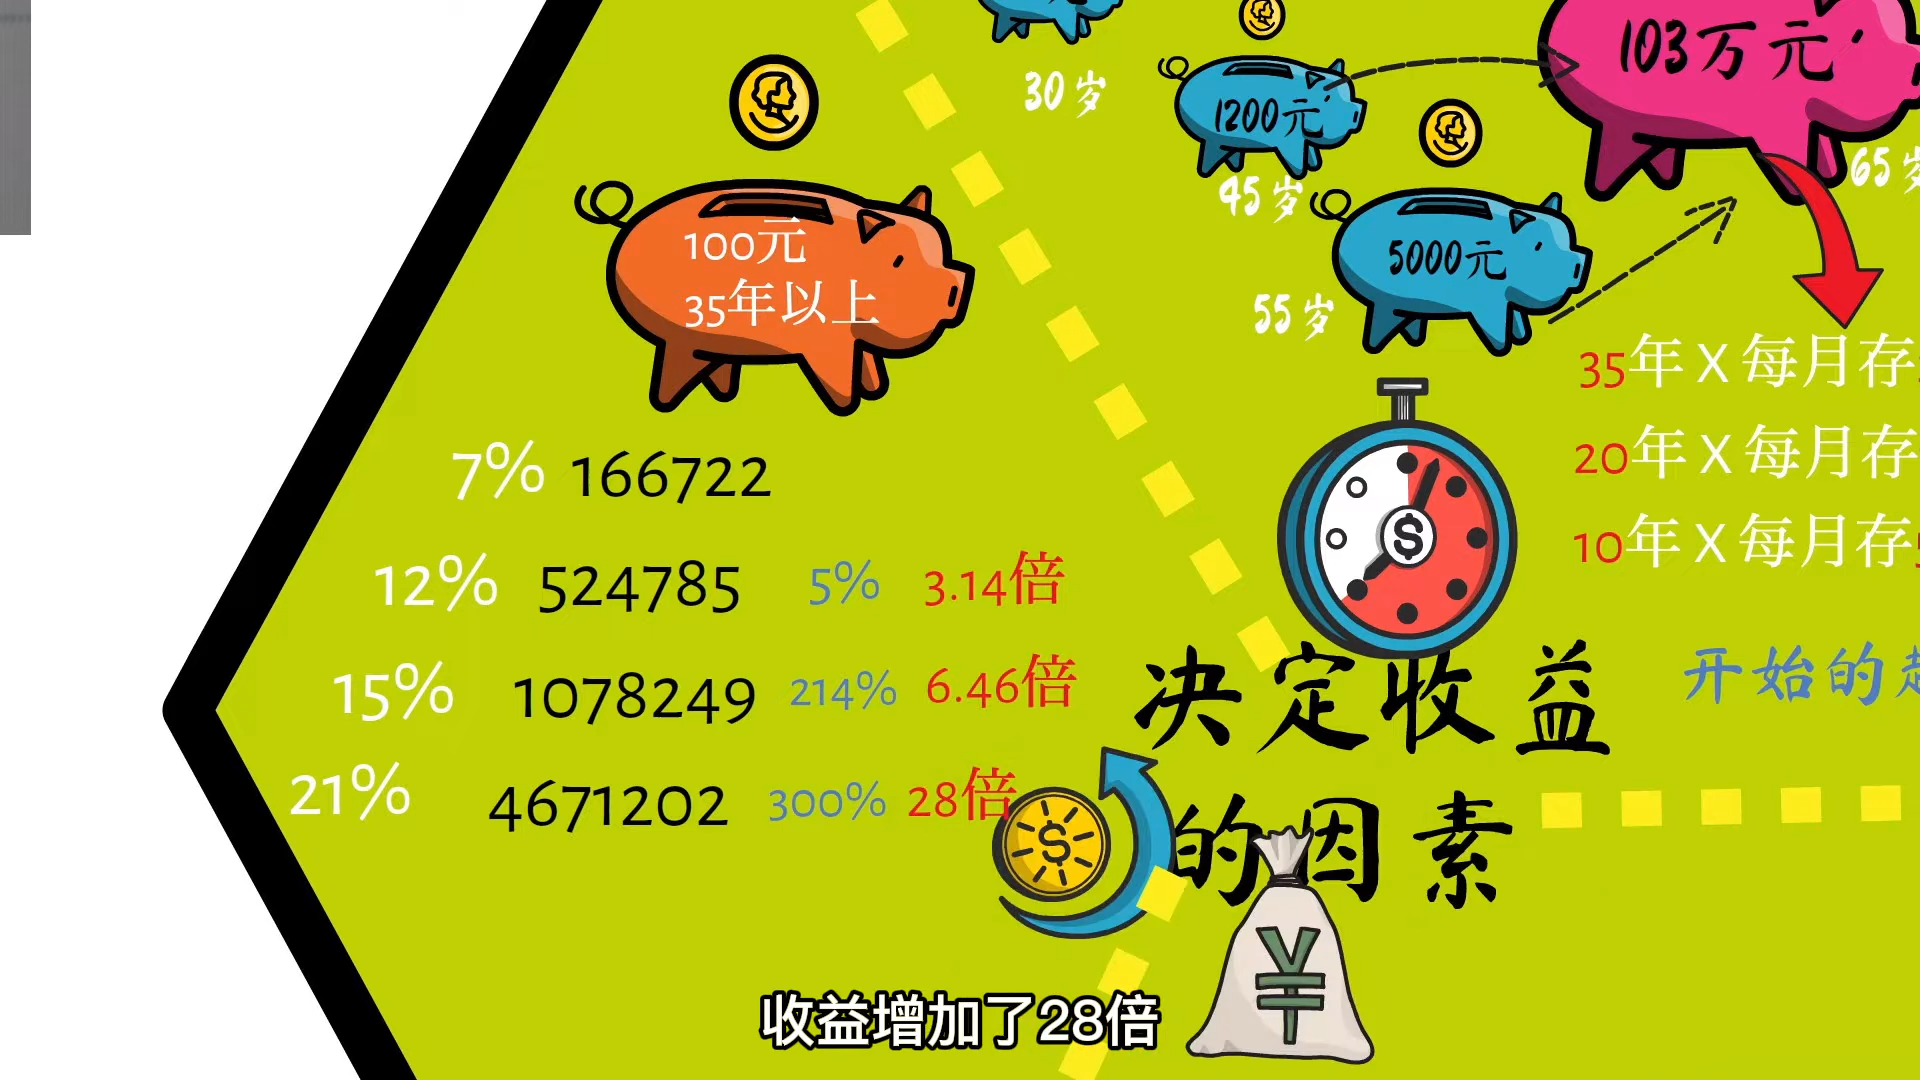 103万元
30岁
1200元
65岁
45岁
100元
35年以上
5000元
55岁
35年 X 每月存
20年 X 每月存
10年 X 每月存
7% 166722
12% 524785 5% 3.14倍
15% 1078249 214% 6.46倍
21% 4671202 300% 28倍
$
决定收益
的因素
开始的
$
¥
收益增加了28倍